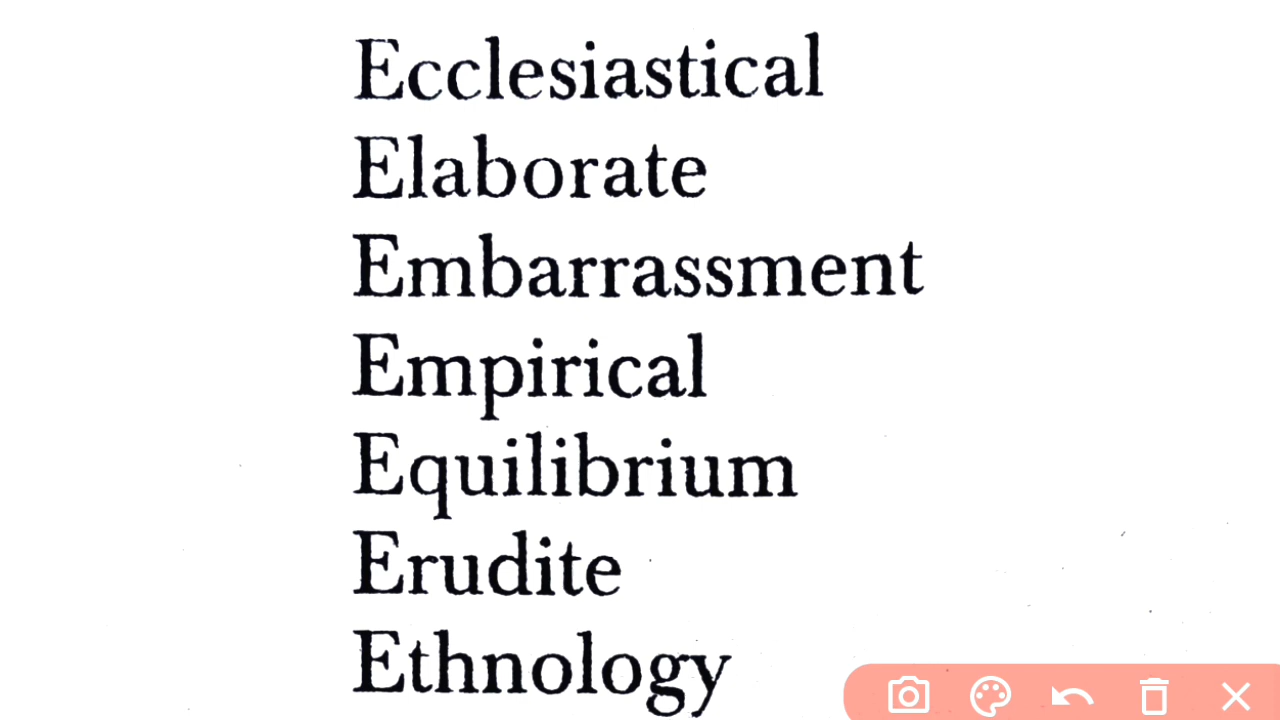 Ecclesiastical
Elaborate
Embarrassment
Empirical
Equilibrium
Erudite
Ethnology